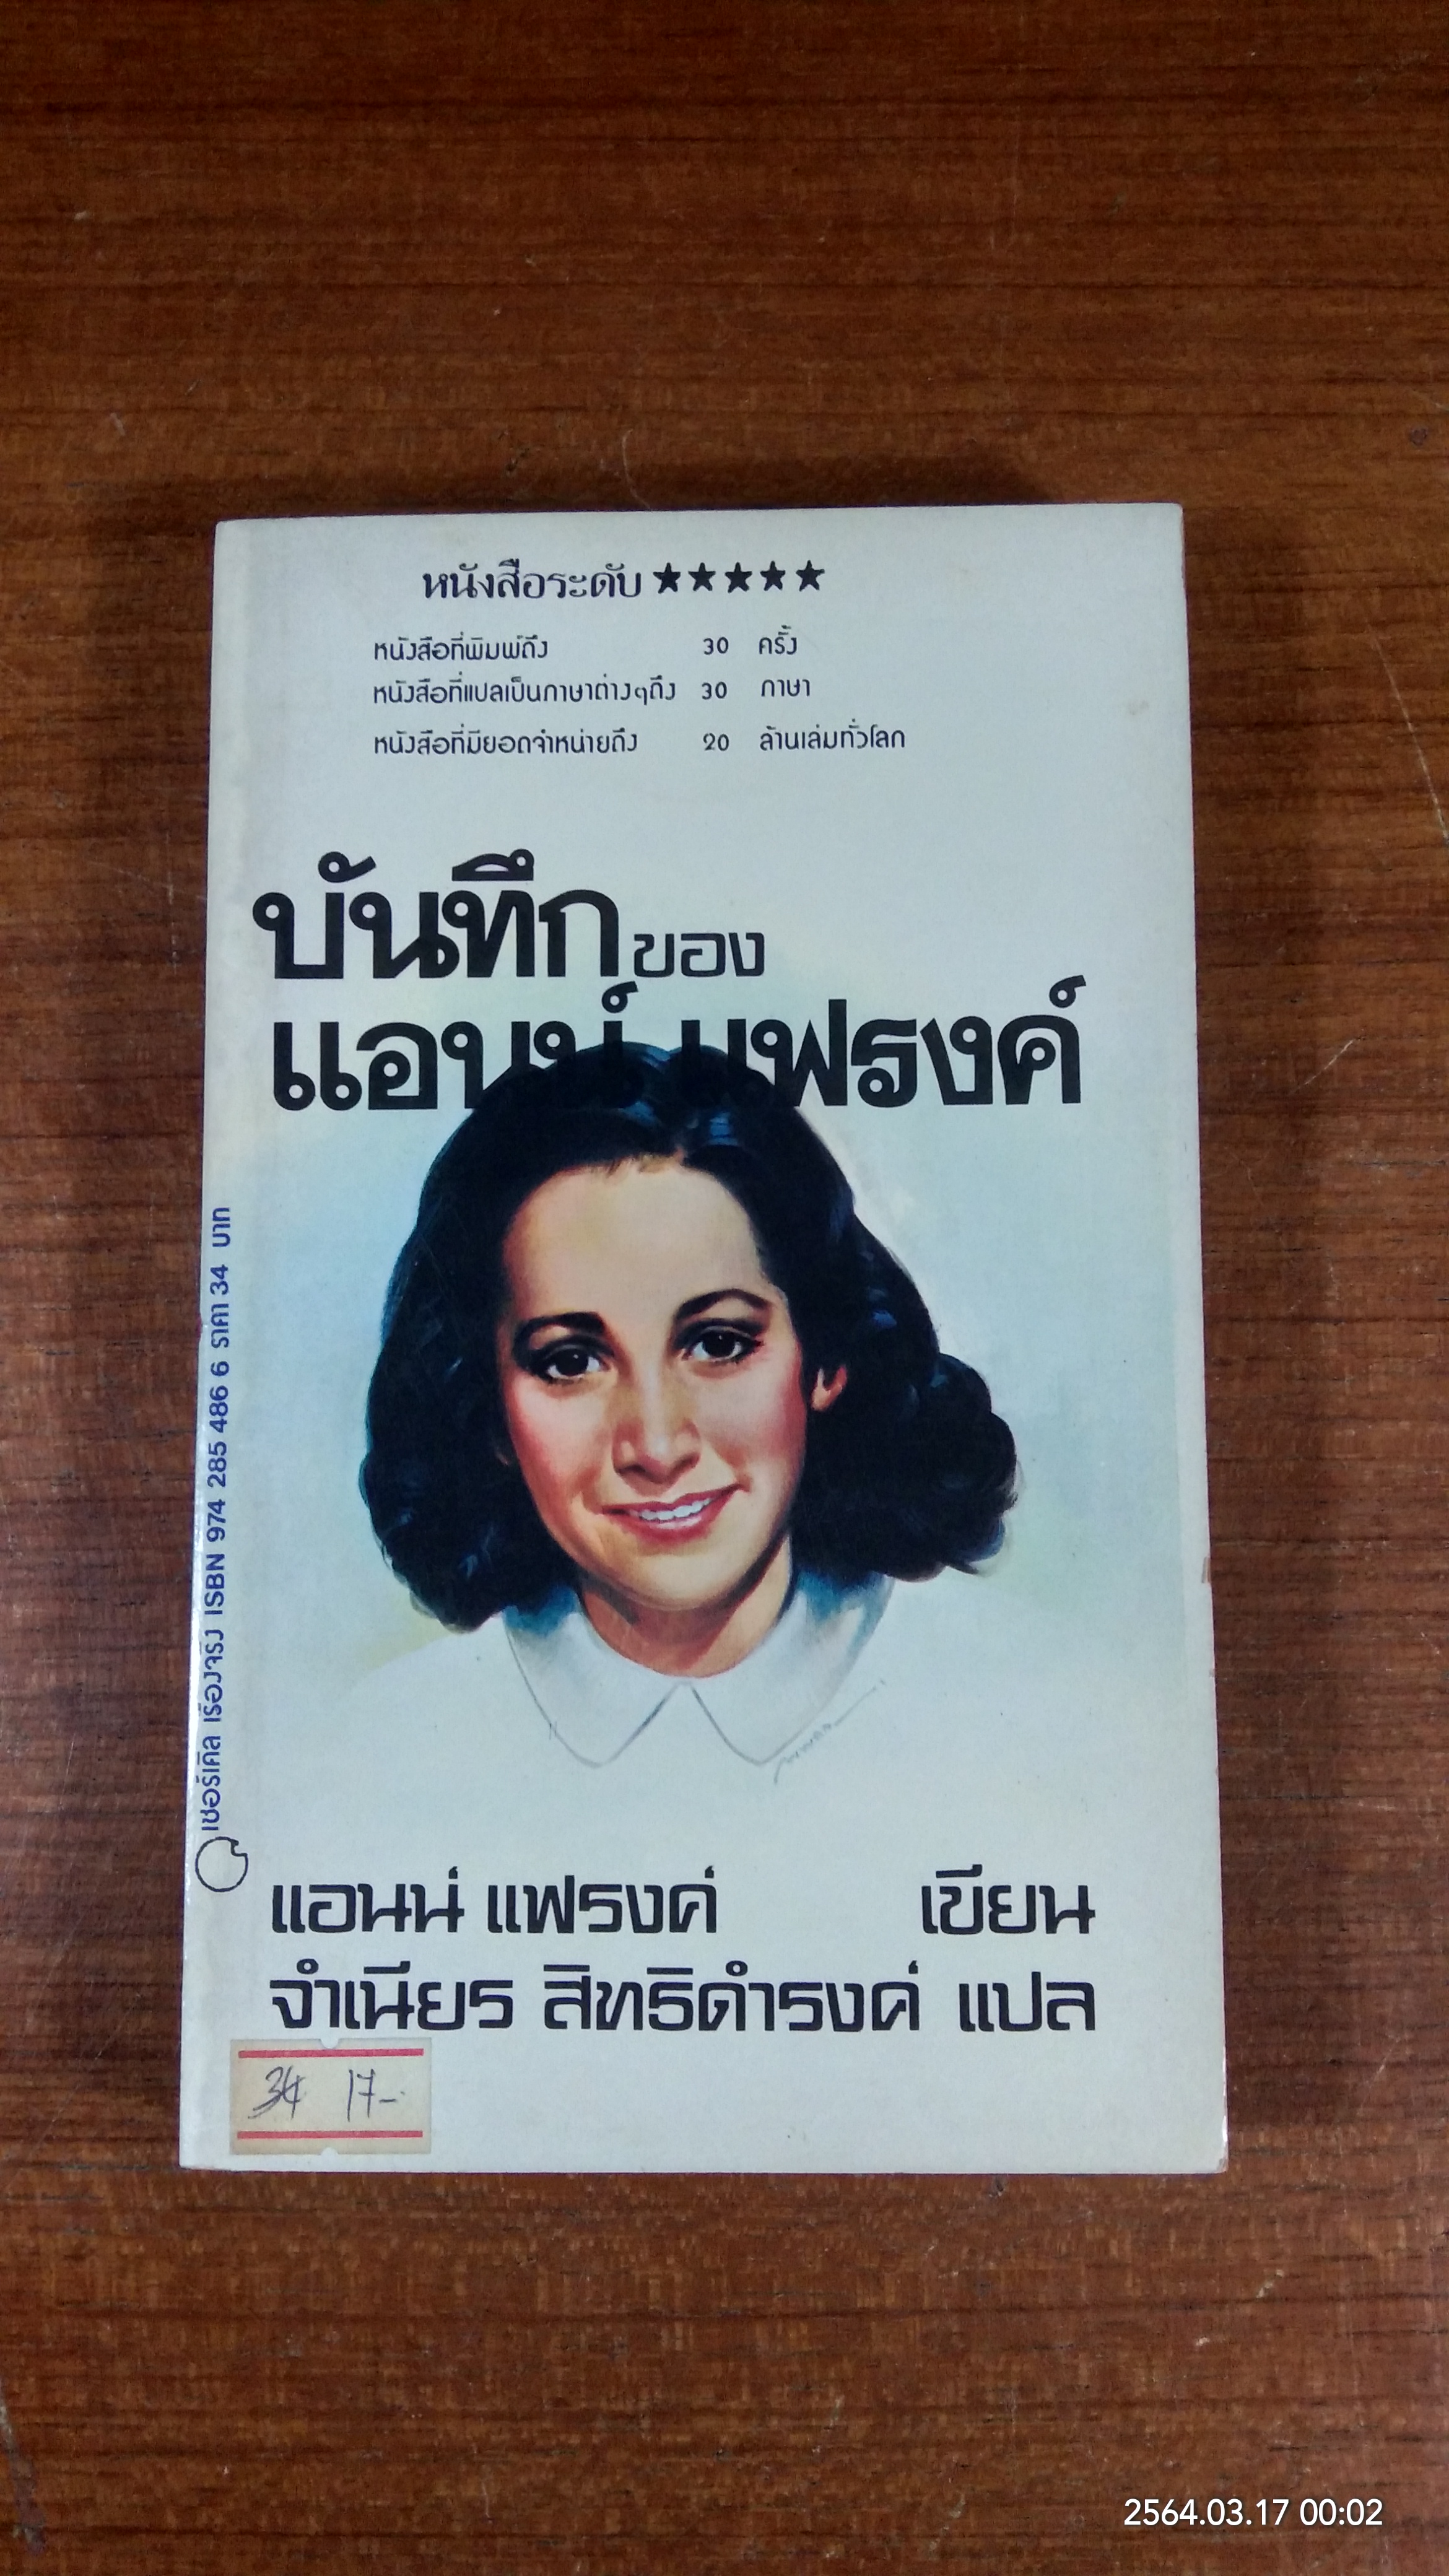 หนังสือระดับ ★★★★★
หนังสือที่พิมพ์ถึง 30 ครั้ง
หนังสือที่แปลเป็นภาษาต่างๆถึง 30 ภาษา
หนังสือที่มียอดจำหน่ายถึง 20 ล้านเล่มทั่วโลก
บันทึกของ
แอนน์ แฟรงค์
เซอร์เคิล เรื่องจริง ISBN 974 285 486 6 ราคา 34 บาท
แอนน์ แฟรงค์ เขียน
จำเนียร สิทธิดำรงค์ แปล
34 17-
2564.03.17 00:02